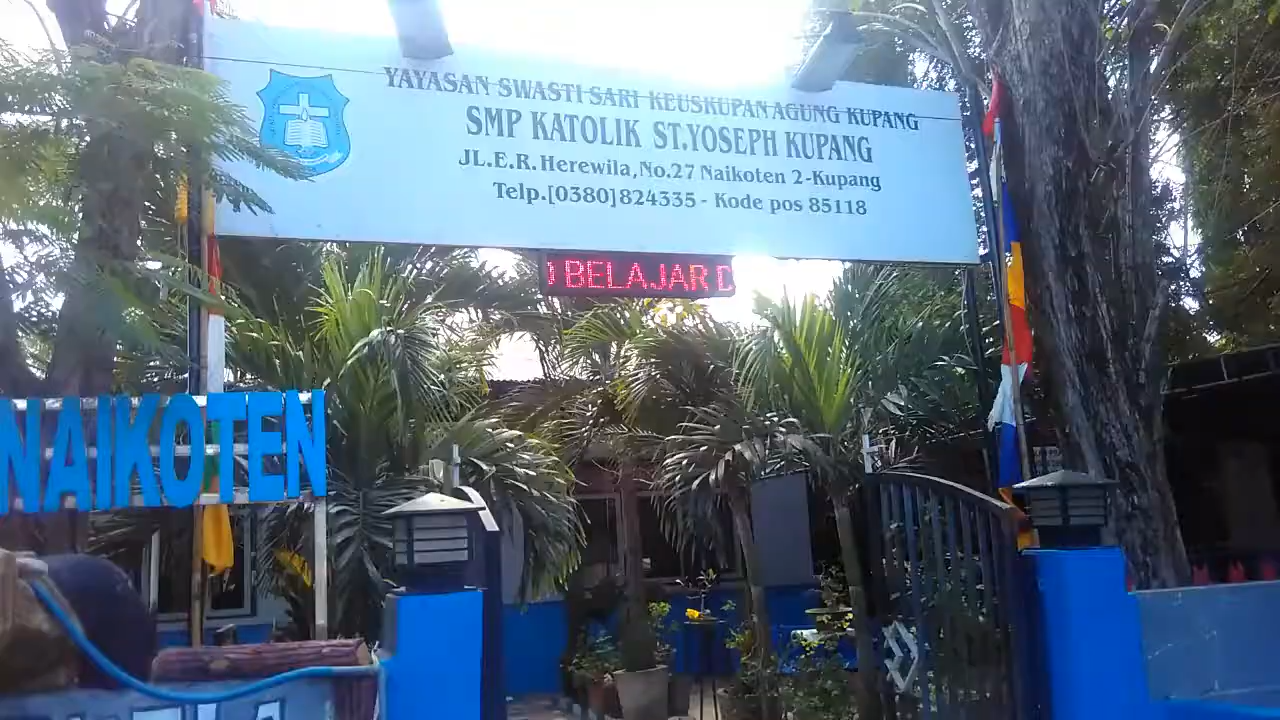 YAYASAN SWASTI SARI KEUSKUPAN AGUNG KUPANG
SMP KATOLIK ST.YOSEPH KUPANG
JL.E.R.Herewila,No.27 Naikoten 2-Kupang
Telp.[0380]824335 - Kode pos 85118
BELAJAR D
NAIKOTEN